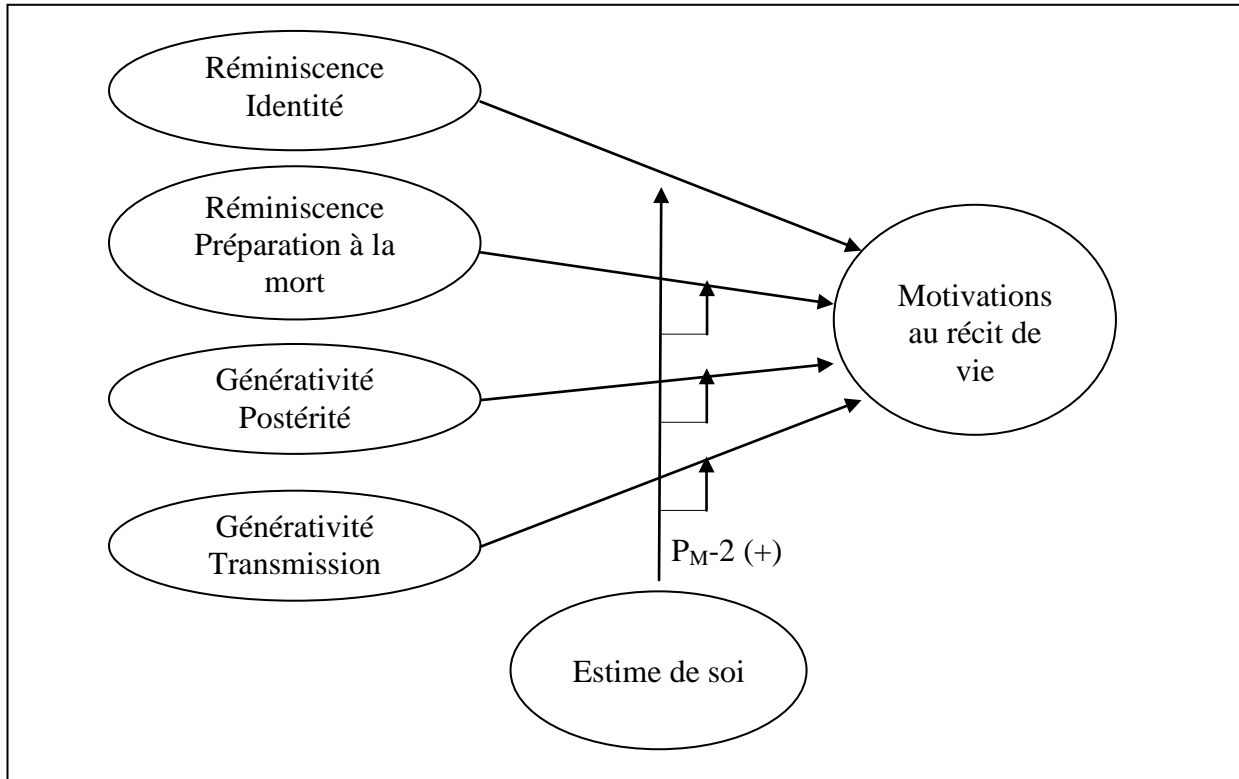 Réminiscence
Identité
Réminiscence
Préparation à la
mort
Générativité
Postérité
Générativité
Transmission
Motivations
au récit de
vie
P_M-2 (+)
Estime de soi